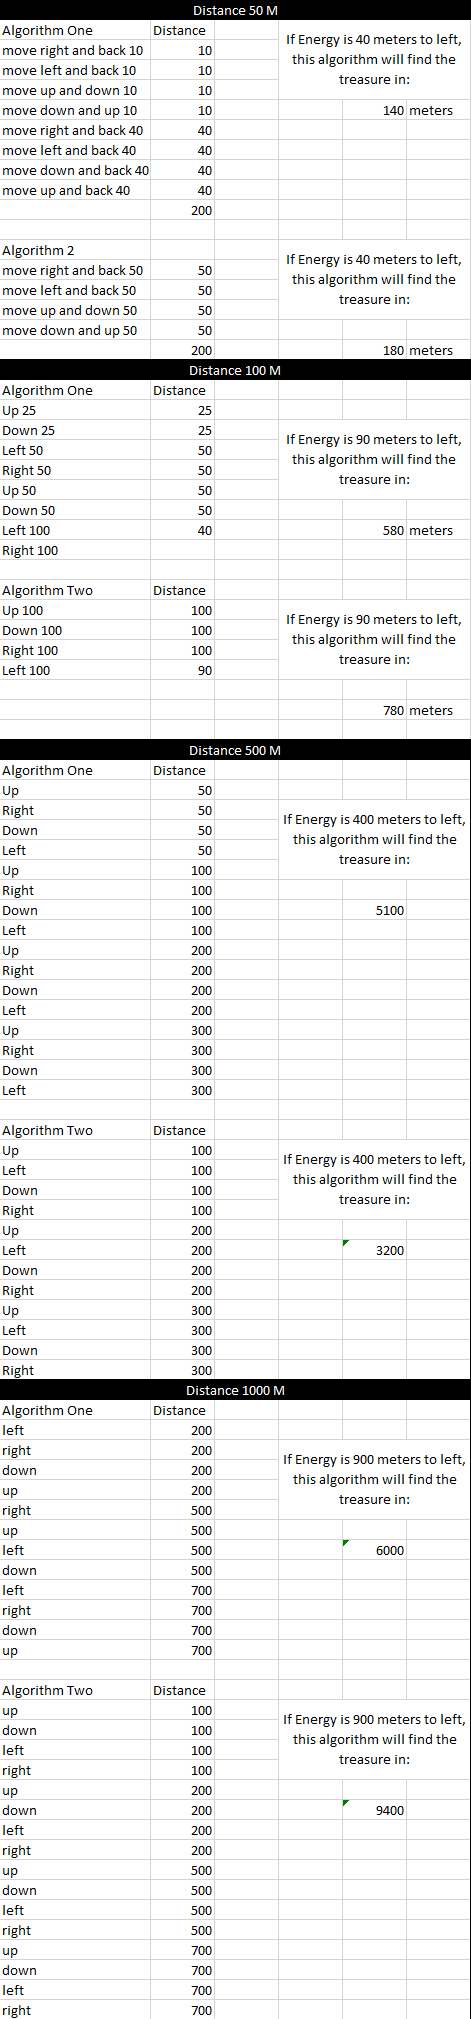 Distance 50 M
Algorithm One Distance
If Energy is 40 meters to left,
this algorithm will find the
treasure in:
move right and back 10 10
move left and back 10 10
move up and down 10 10
move down and up 10 10 140 meters
move right and back 40 40
move left and back 40 40
move down and back 40 40
move up and back 40 40
200
Algorithm 2
If Energy is 40 meters to left,
this algorithm will find the
treasure in:
move right and back 50 50
move left and back 50 50
move up and down 50 50
move down and up 50 50
200 180 meters
Distance 100 M
Algorithm One Distance
Up 25 25
Down 25 25
If Energy is 90 meters to left,
this algorithm will find the
treasure in:
Left 50 50
Right 50 50
Up 50 50
Down 50 50
Left 100 40 580 meters
Right 100
Algorithm Two Distance
If Energy is 90 meters to left,
this algorithm will find the
treasure in:
Up 100 100
Down 100 100
Right 100 100
Left 100 90
780 meters
Distance 500 M
Algorithm One Distance
Up 50
Right 50
If Energy is 400 meters to left,
this algorithm will find the
treasure in:
Down 50
Left 50
Up 100
Right 100
Down 100 5100
Left 100
Up 200
Right 200
Down 200
Left 200
Up 300
Right 300
Down 300
Left 300
Algorithm Two Distance
If Energy is 400 meters to left,
this algorithm will find the
treasure in:
Up 100
Left 100
Down 100
Right 100
Up 200
Left 200 3200
Down 200
Right 200
Up 300
Left 300
Down 300
Right 300
Distance 1000 M
Algorithm One Distance
left 200
If Energy is 900 meters to left,
this algorithm will find the
treasure in:
right 200
down 200
up 200
right 500
up 500
left 500 6000
down 500
left 700
right 700
down 700
up 700
Algorithm Two Distance
If Energy is 900 meters to left,
this algorithm will find the
treasure in:
up 100
down 100
left 100
right 100
up 200
down 200 9400
left 200
right 200
up 500
down 500
left 500
right 500
up 700
down 700
left 700
right 700